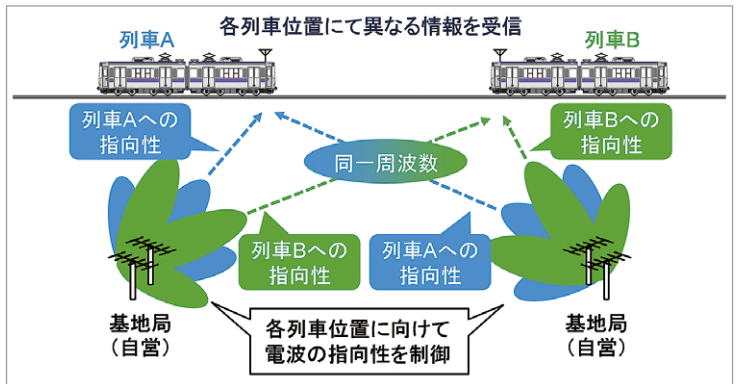 各列車位置にて異なる情報を受信
列車A
列車B
列車Aへの
指向性
列車Bへの
指向性
同一周波数
列車Bへの
指向性
列車Aへの
指向性
基地局
(自営)
各列車位置に向けて
電波の指向性を制御
基地局
(自営)